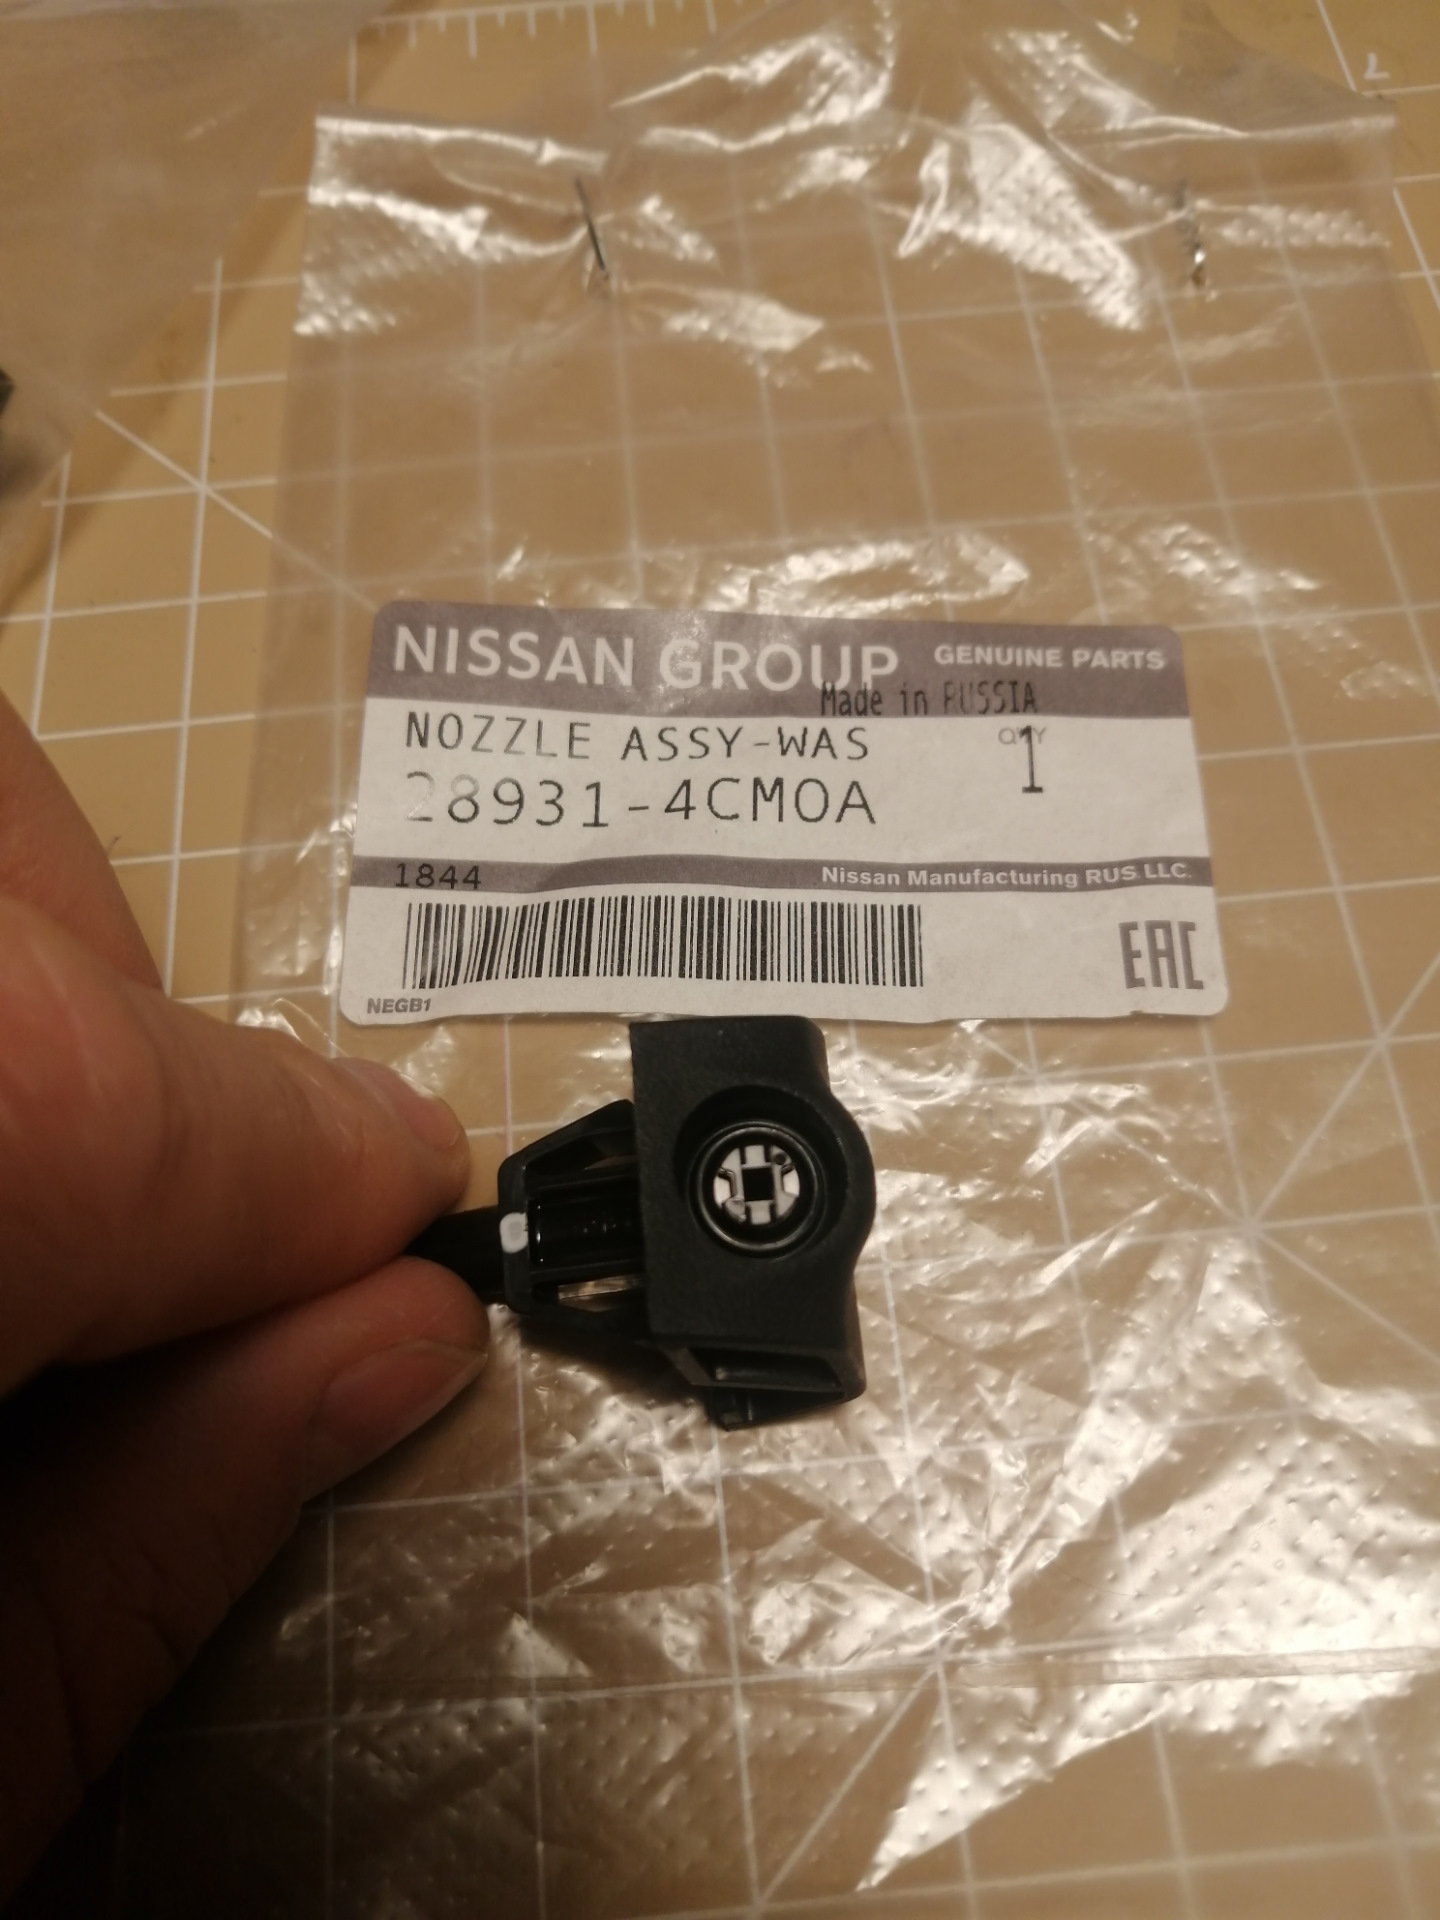 NISSAN GROUP GENUINE PARTS
Made in RUSSIA
NOZZLE ASSY-WAS QTY
28931-4CM0A 1
1844 Nissan Manufacturing RUS LLC.
EAC
NEGB1